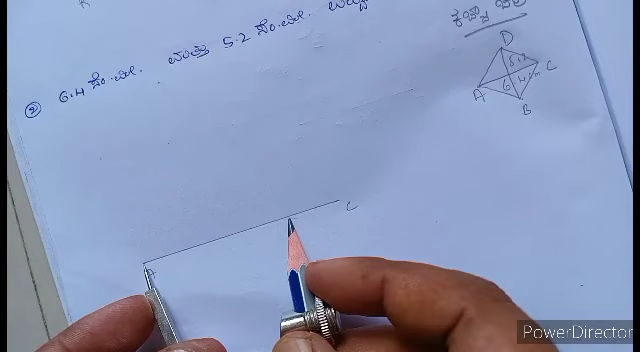 ② 6.4 ಸೆಂ.ಮೀ. ಮತ್ತು 5.2 ಸೆಂ.ಮೀ.
ಕಚ್ಚಾ ಚಿತ್ರ
D
5.2
C
A
6.4
B
C
PowerDirector